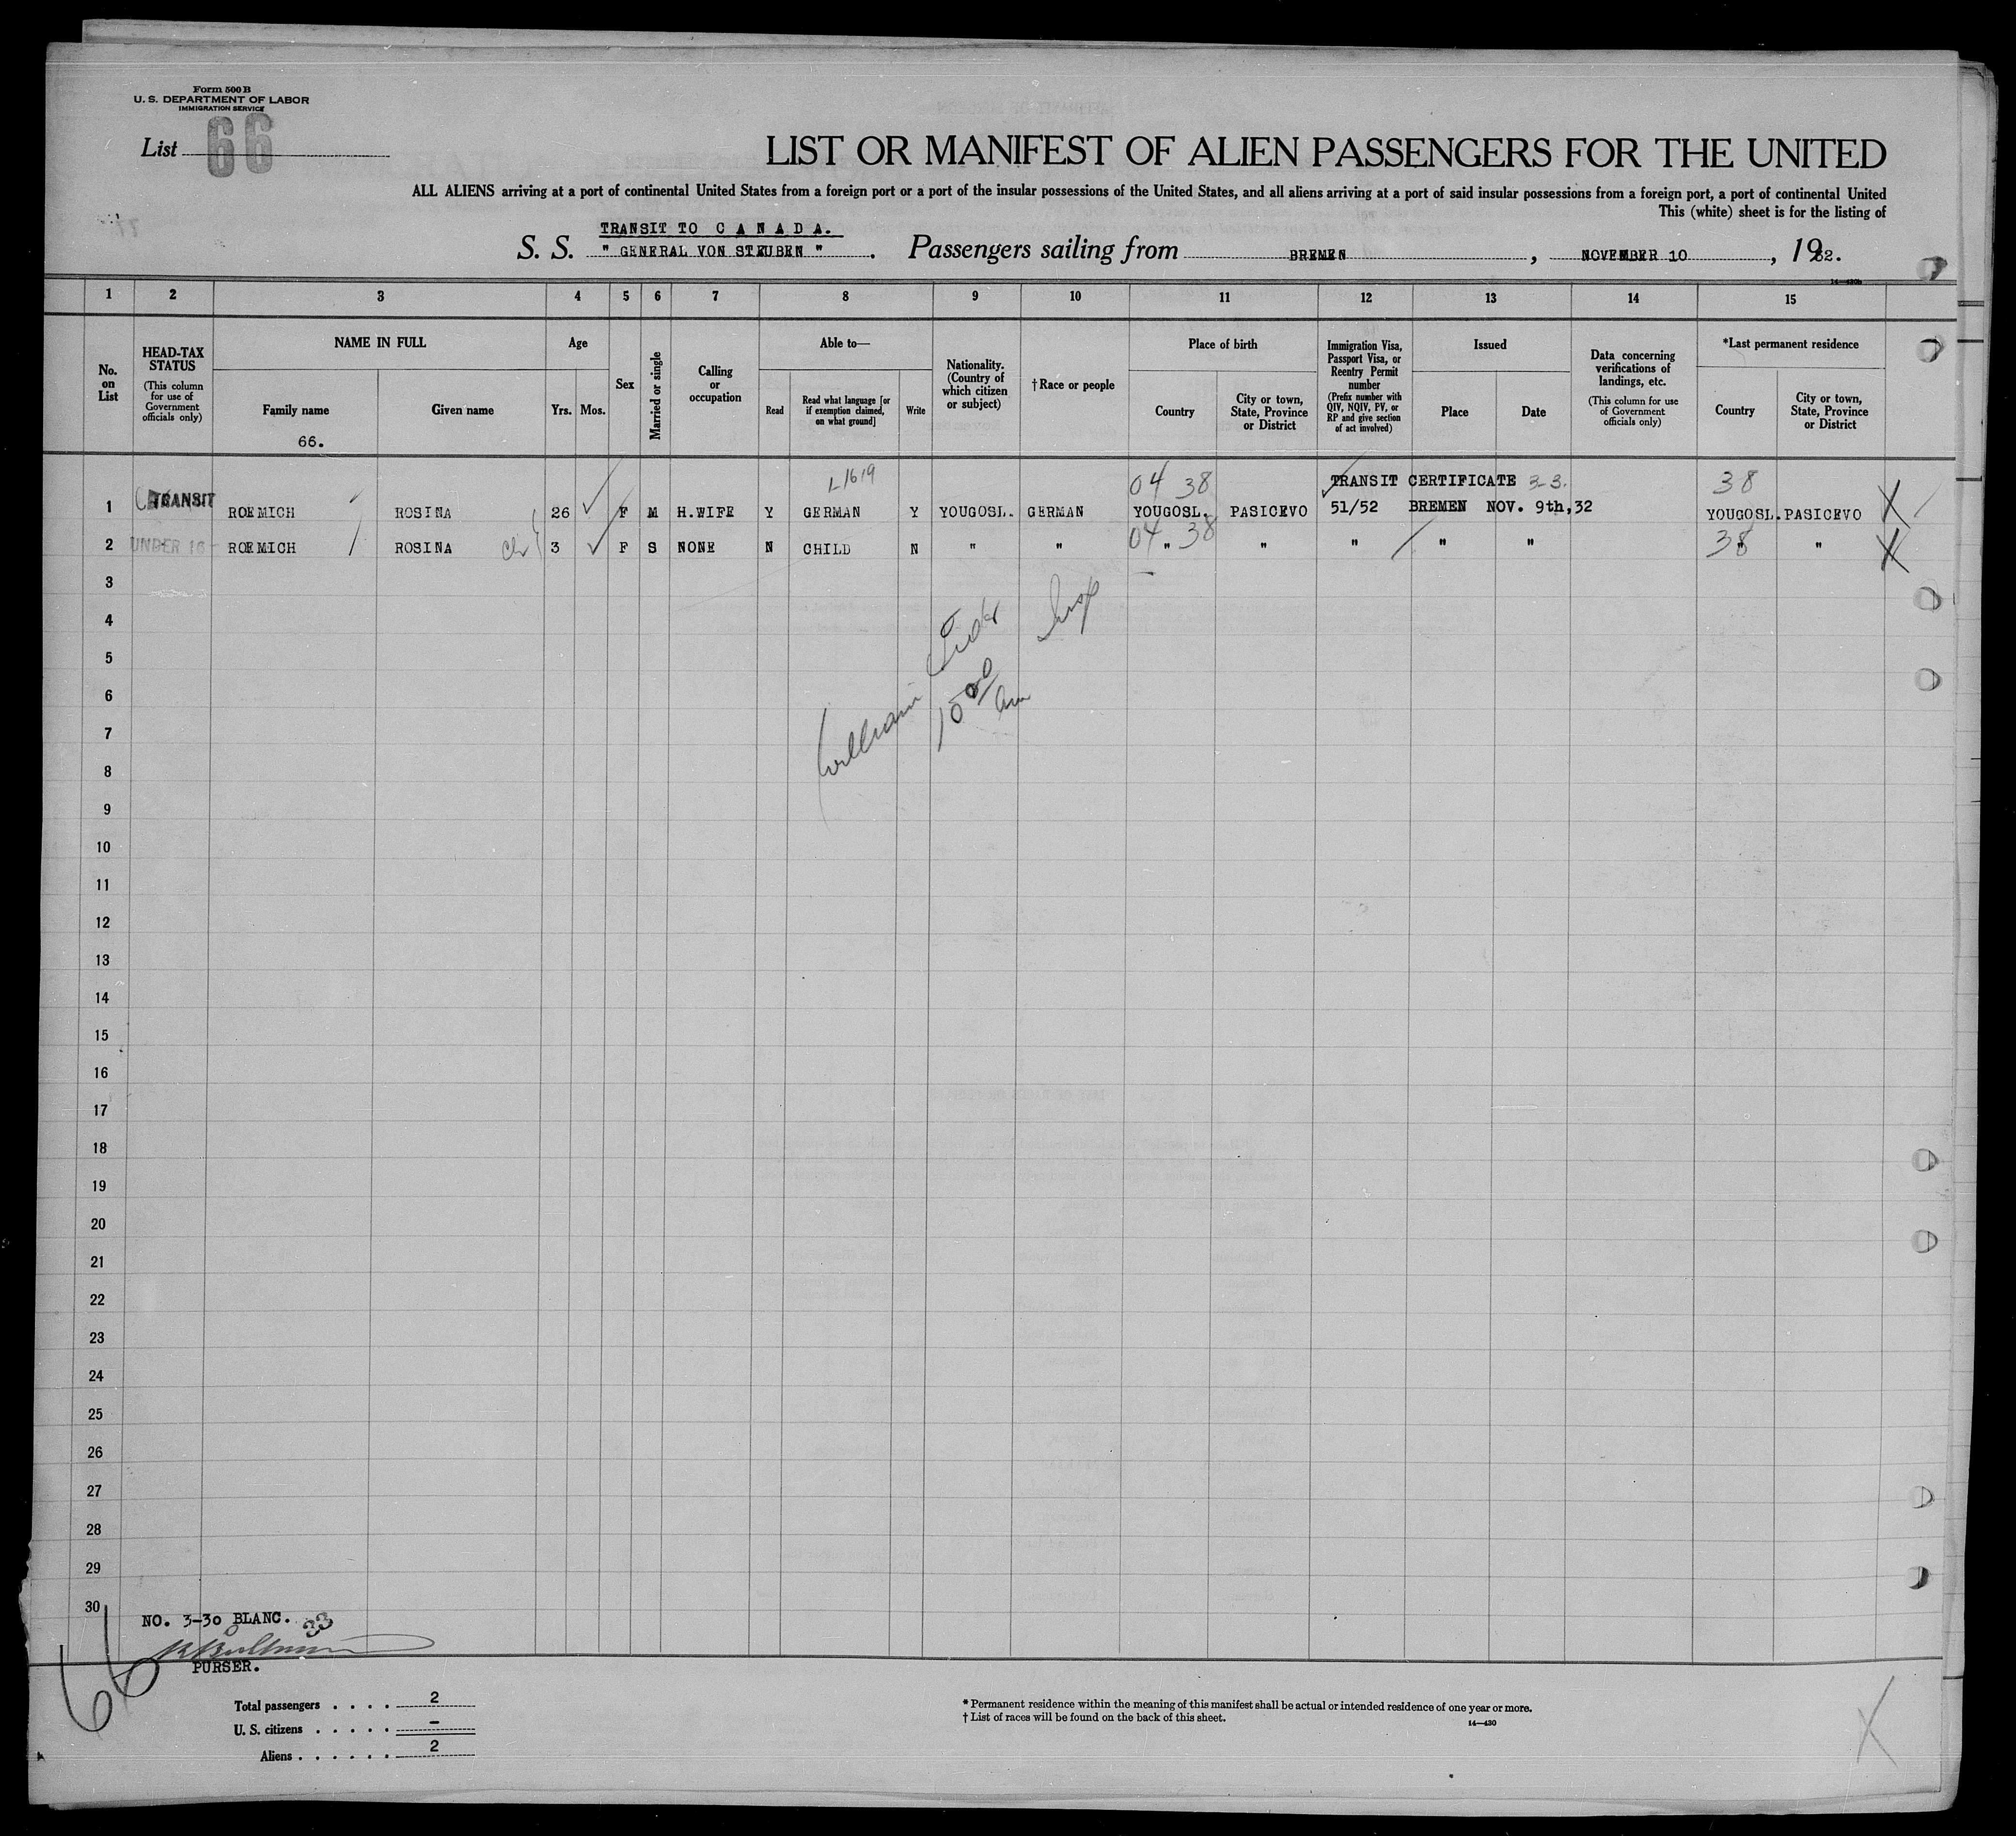 Form 500 B
U. S. DEPARTMENT OF LABOR
IMMIGRATION SERVICE
List 66
LIST OR MANIFEST OF ALIEN PASSENGERS FOR THE UNITED
ALL ALIENS arriving at a port of continental United States from a foreign port or a port of the insular possessions of the United States, and all aliens arriving at a port of said insular possessions from a foreign port, a port of continental United
This (white) sheet is for the listing of
TRANSIT TO C A N A D A.
S. S. " GENERAL VON STEUBEN ". Passengers sailing from BREMEN, NOVEMBER 10, 1932.
14—430b
1 2 3 4 5 6 7 8 9 10 11 12 13 14 15
No. on List
HEAD-TAX STATUS
(This column for use of Government officials only)
NAME IN FULL
Family name
66.
Given name
Age
Yrs. Mos.
Sex
Married or single
Calling or occupation
Able to—
Read
Read what language [or if exemption claimed, on what ground]
Write
Nationality. (Country of which citizen or subject)
†Race or people
Place of birth
Country
City or town, State, Province or District
Immigration Visa, Passport Visa, or Reentry Permit number
(Prefix number with QIV, NQIV, PV, or RP and give section of act involved)
Issued
Place
Date
Data concerning verifications of landings, etc.
(This column for use of Government officials only)
*Last permanent residence
Country
City or town, State, Province or District
L1619 04 38 TRANSIT CERTIFICATE 3-3. 38
1 TRANSIT ROEMICH ROSINA 26 F M H.WIFE Y GERMAN Y YOUGOSL. GERMAN YOUGOSL. PASICEVO 51/52 BREMEN NOV. 9th,32 YOUGOSL. PASICEVO X
2 UNDER 16 ROEMICH ROSINA ch 3 F S NONE N CHILD N " " 04 " 38 " " " " 38 " " X
3
4
5
6
7
8
9
10
11
12
13
14
15
16
17
18
19
20
21
22
23
24
25
26
27
28
29
30
William Insp
10 00 am
NO. 3-30 BLANC. 33
PURSER.
66
Total passengers . . . . 2
U. S. citizens . . . . . –
Aliens . . . . . . 2
* Permanent residence within the meaning of this manifest shall be actual or intended residence of one year or more.
† List of races will be found on the back of this sheet.
14—430
X